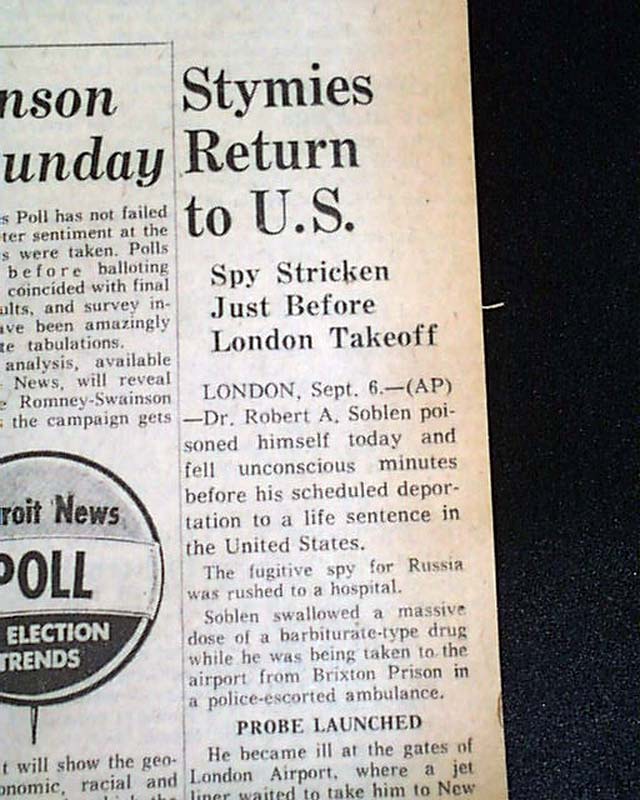 nson
unday
s Poll has not failed
ter sentiment at the
s were taken. Polls
before balloting
coincided with final
ults, and survey in-
ave been amazingly
te tabulations.
analysis, available
News, will reveal
e Romney-Swainson
s the campaign gets
roit News
POLL
ELECTION
TRENDS
t will show the geo-
onomic, racial and
Stymies
Return
to U.S.
Spy Stricken
Just Before
London Takeoff
LONDON, Sept. 6.—(AP)
—Dr. Robert A. Soblen poi-
soned himself today and
fell unconscious minutes
before his scheduled depor-
tation to a life sentence in
the United States.
The fugitive spy for Russia
was rushed to a hospital.
Soblen swallowed a massive
dose of a barbiturate-type drug
while he was being taken to the
airport from Brixton Prison in
a police-escorted ambulance.
PROBE LAUNCHED
He became ill at the gates of
London Airport, where a jet
liner waited to take him to New